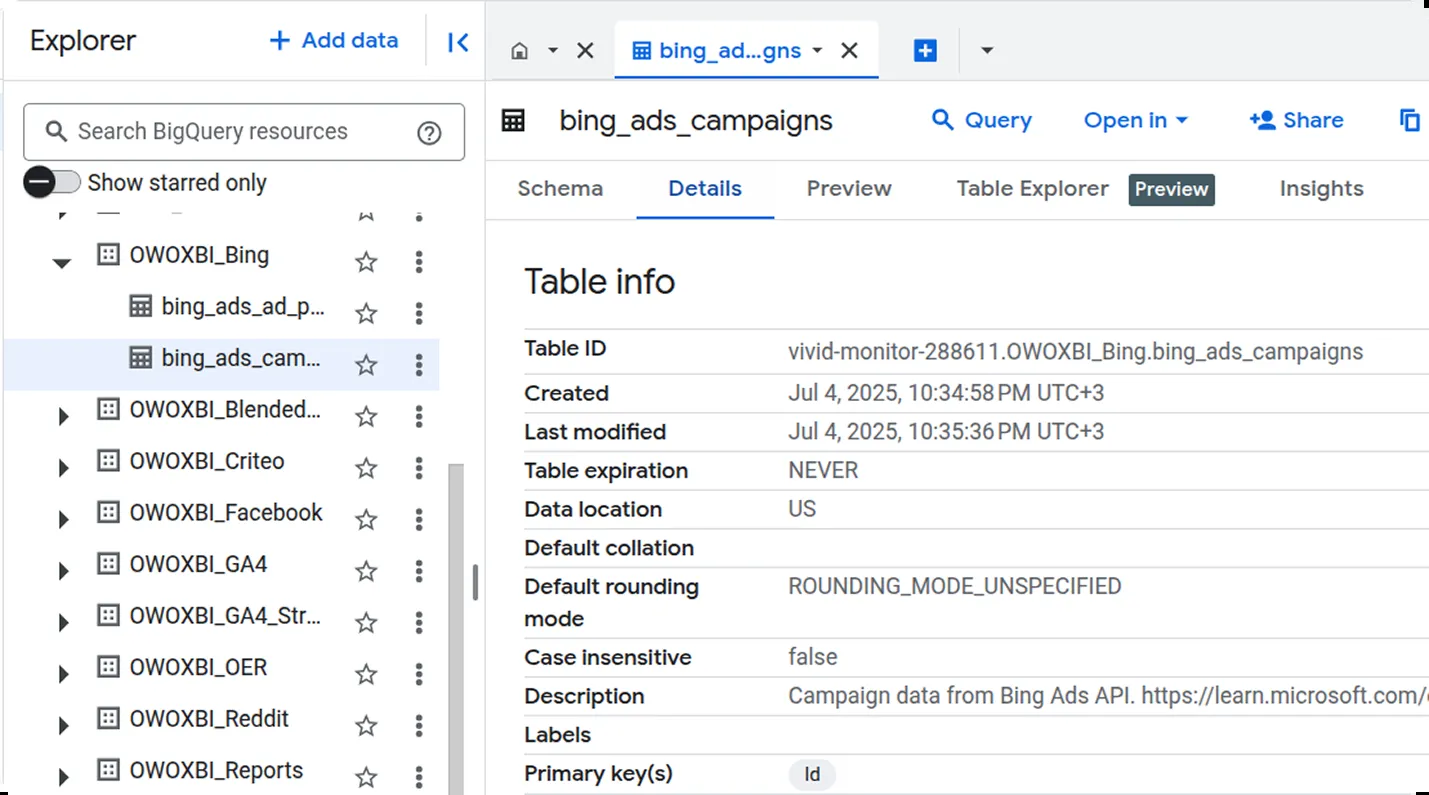 Explorer
Add data
Search BigQuery resources
Show starred only
OWOXBI_Bing
bing_ads_ad_p...
bing_ads_cam...
OWOXBI_Blended...
OWOXBI_Criteo
OWOXBI_Facebook
OWOXBI_GA4
OWOXBI_GA4_Str...
OWOXBI_OER
OWOXBI_Reddit
OWOXBI_Reports
bing_ad...gns
bing_ads_campaigns
Query
Open in
Share
Schema
Details
Preview
Table Explorer
Preview
Insights
Table info
Table ID vivid-monitor-288611.OWOXBI_Bing.bing_ads_campaigns
Created Jul 4, 2025, 10:34:58 PM UTC+3
Last modified Jul 4, 2025, 10:35:36 PM UTC+3
Table expiration NEVER
Data location US
Default collation
Default rounding mode ROUNDING_MODE_UNSPECIFIED
Case insensitive false
Description Campaign data from Bing Ads API. https://learn.microsoft.com/
Labels
Primary key(s) Id